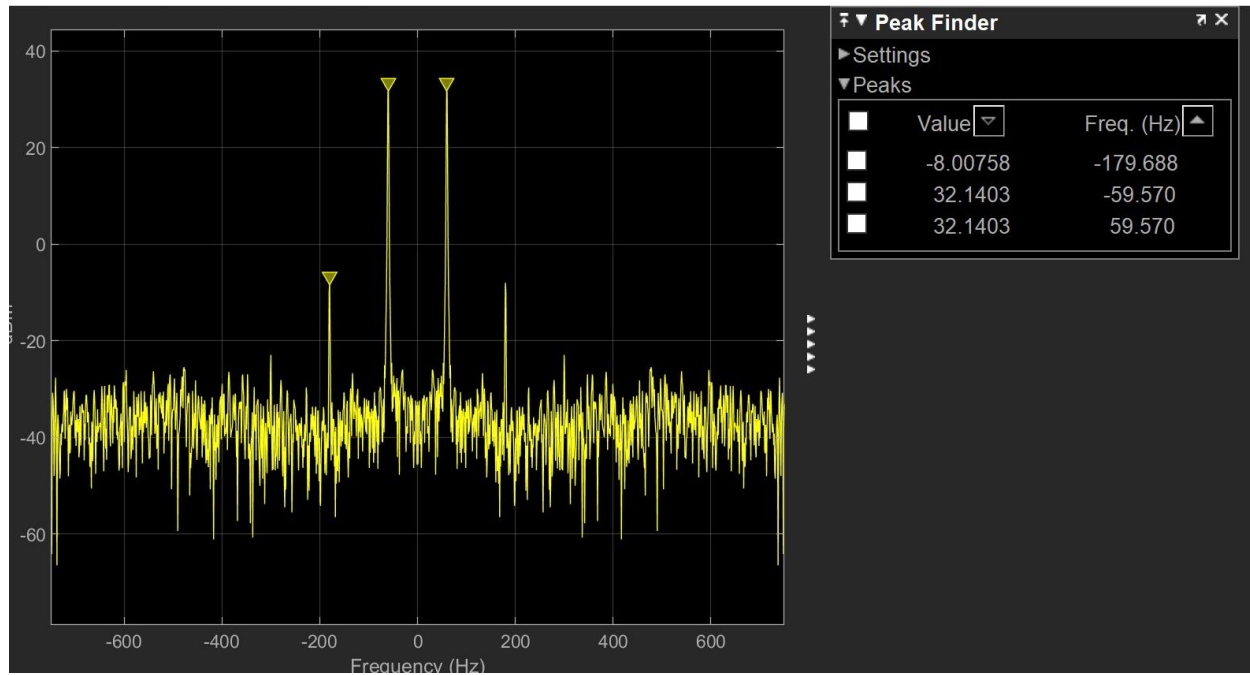 Peak Finder
Settings
Peaks
Value Freq. (Hz)
-8.00758 -179.688
32.1403 -59.570
32.1403 59.570
40
20
0
-20
-40
-60
dBm
-600 -400 -200 0 200 400 600
Frequency (Hz)